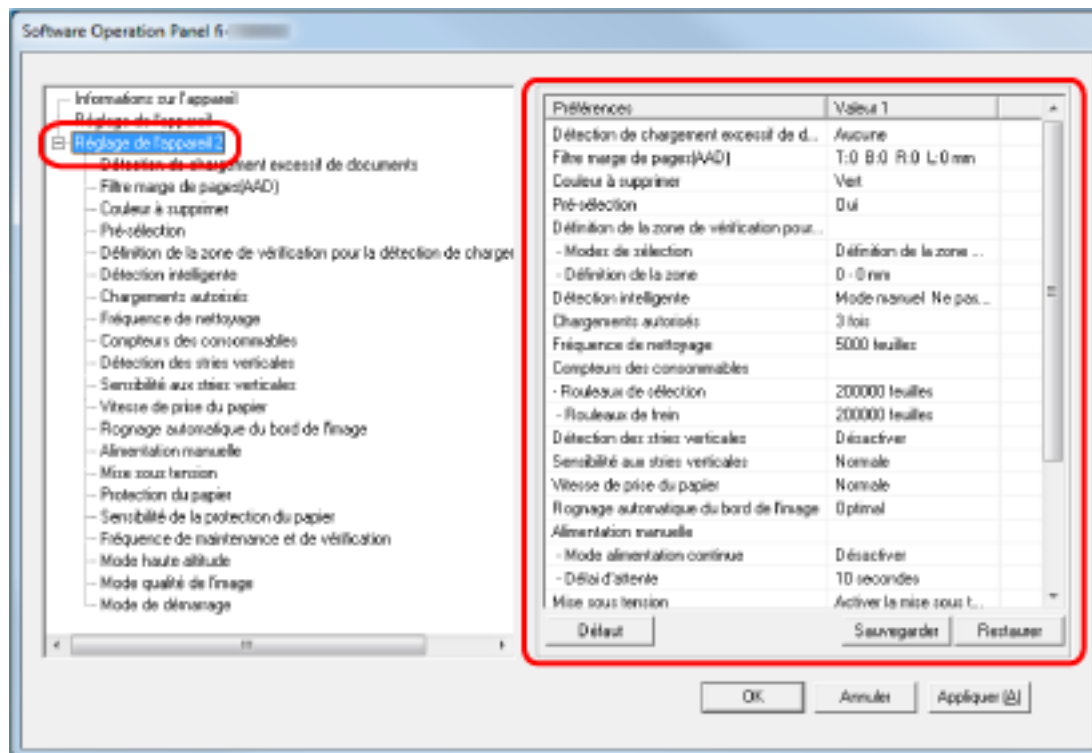 Software Operation Panel fi-
Informations sur l'appareil
Réglage de l'appareil
Réglage de l'appareil 2
Détection de chargement excessif de documents
Filtre marge de pages(AAD)
Couleur à supprimer
Pré-sélection
Définition de la zone de vérification pour la détection de charger
Détection intelligente
Chargements autorisés
Fréquence de nettoyage
Compteurs des consommables
Détection des stries verticales
Sensibilité aux stries verticales
Vitesse de prise du papier
Rognage automatique du bord de l'image
Alimentation manuelle
Mise sous tension
Protection du papier
Sensibilité de la protection du papier
Fréquence de maintenance et de vérification
Mode haute altitude
Mode qualité de l'image
Mode de démarrage
Préférences Valeur 1
Détection de chargement excessif de d... Aucune
Filtre marge de pages(AAD) T:0 B:0 R:0 L:0 mm
Couleur à supprimer Vert
Pré-sélection Oui
Définition de la zone de vérification pour...
- Modes de sélection Définition de la zone ...
- Définition de la zone 0 - 0 mm
Détection intelligente Mode manuel Ne pas...
Chargements autorisés 3 fois
Fréquence de nettoyage 5000 feuilles
Compteurs des consommables
- Rouleaux de sélection 200000 feuilles
- Rouleaux de frein 200000 feuilles
Détection des stries verticales Désactiver
Sensibilité aux stries verticales Normale
Vitesse de prise du papier Normale
Rognage automatique du bord de l'image Optimal
Alimentation manuelle
- Mode alimentation continue Désactiver
- Délai d'attente 10 secondes
Mise sous tension Activer la mise sous t...
Défaut Sauvegarder Restaurer
OK Annuler Appliquer (A)